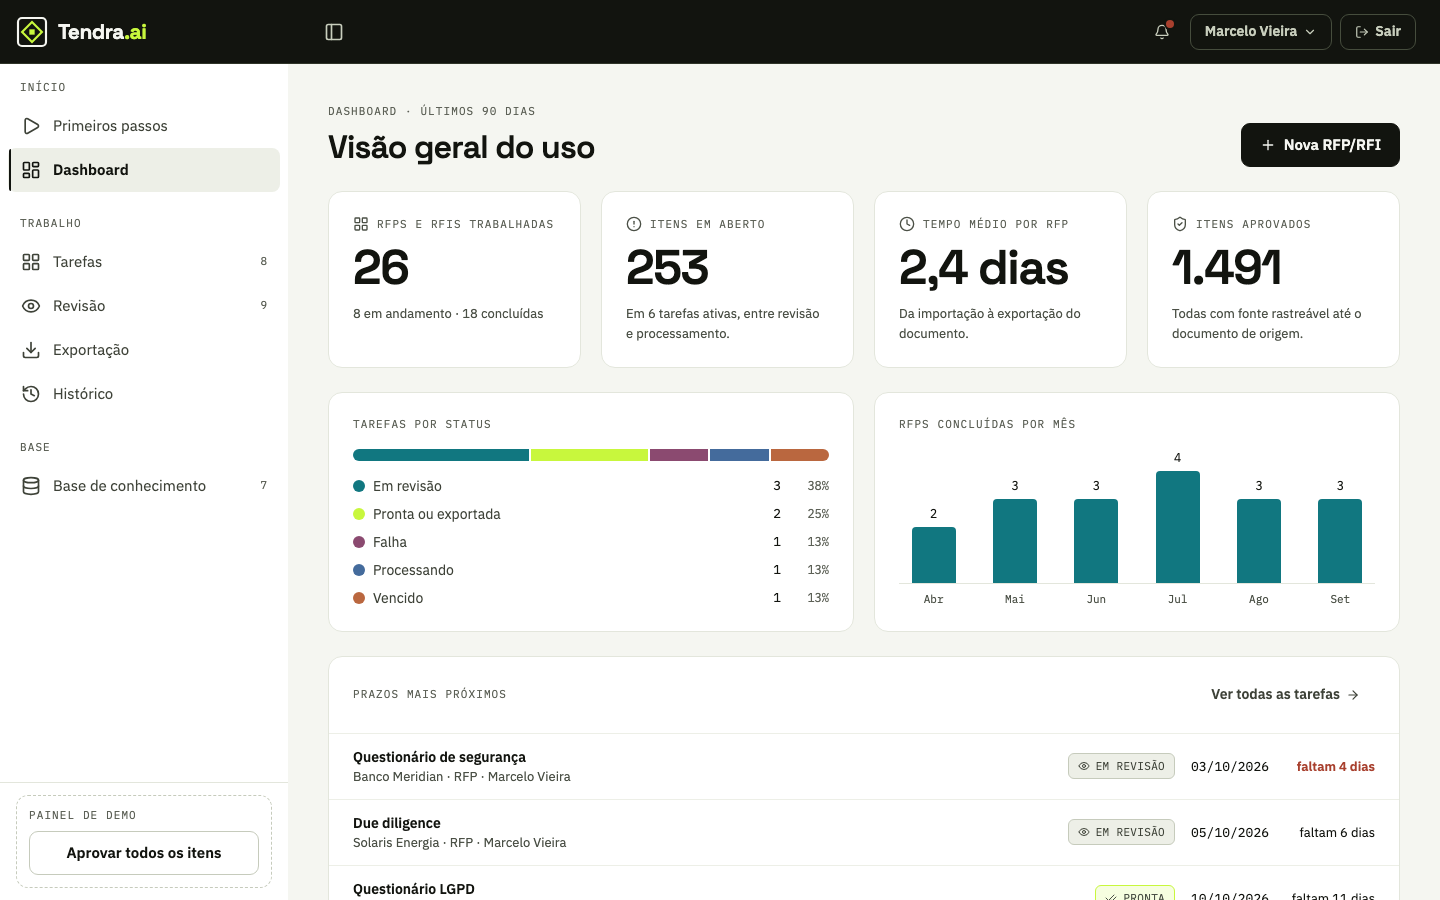 Tendra.ai
Marcelo Vieira
Sair
INÍCIO
Primeiros passos
Dashboard
TRABALHO
Tarefas 8
Revisão 9
Exportação
Histórico
BASE
Base de conhecimento 7
PAINEL DE DEMO
Aprovar todos os itens
DASHBOARD · ÚLTIMOS 90 DIAS
Visão geral do uso
Nova RFP/RFI
RFPS E RFIS TRABALHADAS
26
8 em andamento · 18 concluídas
ITENS EM ABERTO
253
Em 6 tarefas ativas, entre revisão
e processamento.
TEMPO MÉDIO POR RFP
2,4 dias
Da importação à exportação do
documento.
ITENS APROVADOS
1.491
Todas com fonte rastreável até o
documento de origem.
TAREFAS POR STATUS
Em revisão 3 38%
Pronta ou exportada 2 25%
Falha 1 13%
Processando 1 13%
Vencido 1 13%
RFPS CONCLUÍDAS POR MÊS
2 3 3 4 3 3
Abr Mai Jun Jul Ago Set
PRAZOS MAIS PRÓXIMOS
Ver todas as tarefas
Questionário de segurança
Banco Meridian · RFP · Marcelo Vieira
EM REVISÃO 03/10/2026 faltam 4 dias
Due diligence
Solaris Energia · RFP · Marcelo Vieira
EM REVISÃO 05/10/2026 faltam 6 dias
Questionário LGPD
PRONTA 10/10/2026 faltam 11 dias